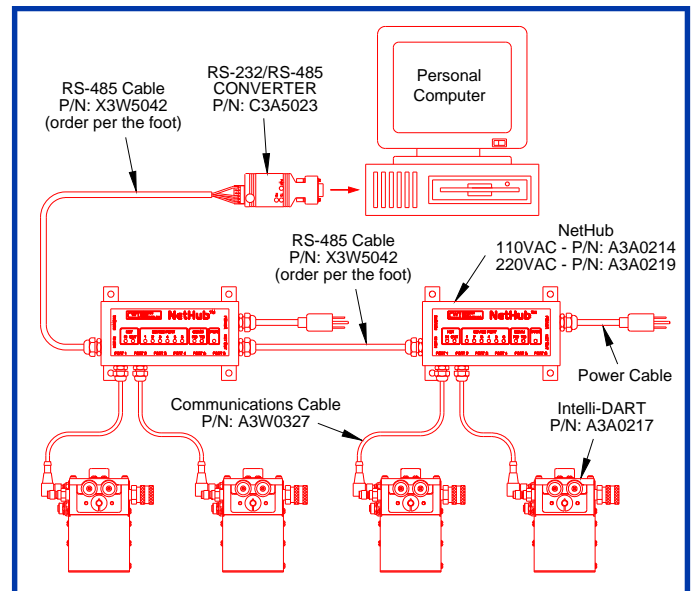 RS-485 Cable
P/N: X3W5042
(order per the foot)
RS-232/RS-485
CONVERTER
P/N: C3A5023
Personal
Computer
RS-485 Cable
P/N: X3W5042
(order per the foot)
NetHub
110VAC - P/N: A3A0214
220VAC - P/N: A3A0219
NetHub
NetHub
Power Cable
Communications Cable
P/N: A3W0327
Intelli-DART
P/N: A3A0217